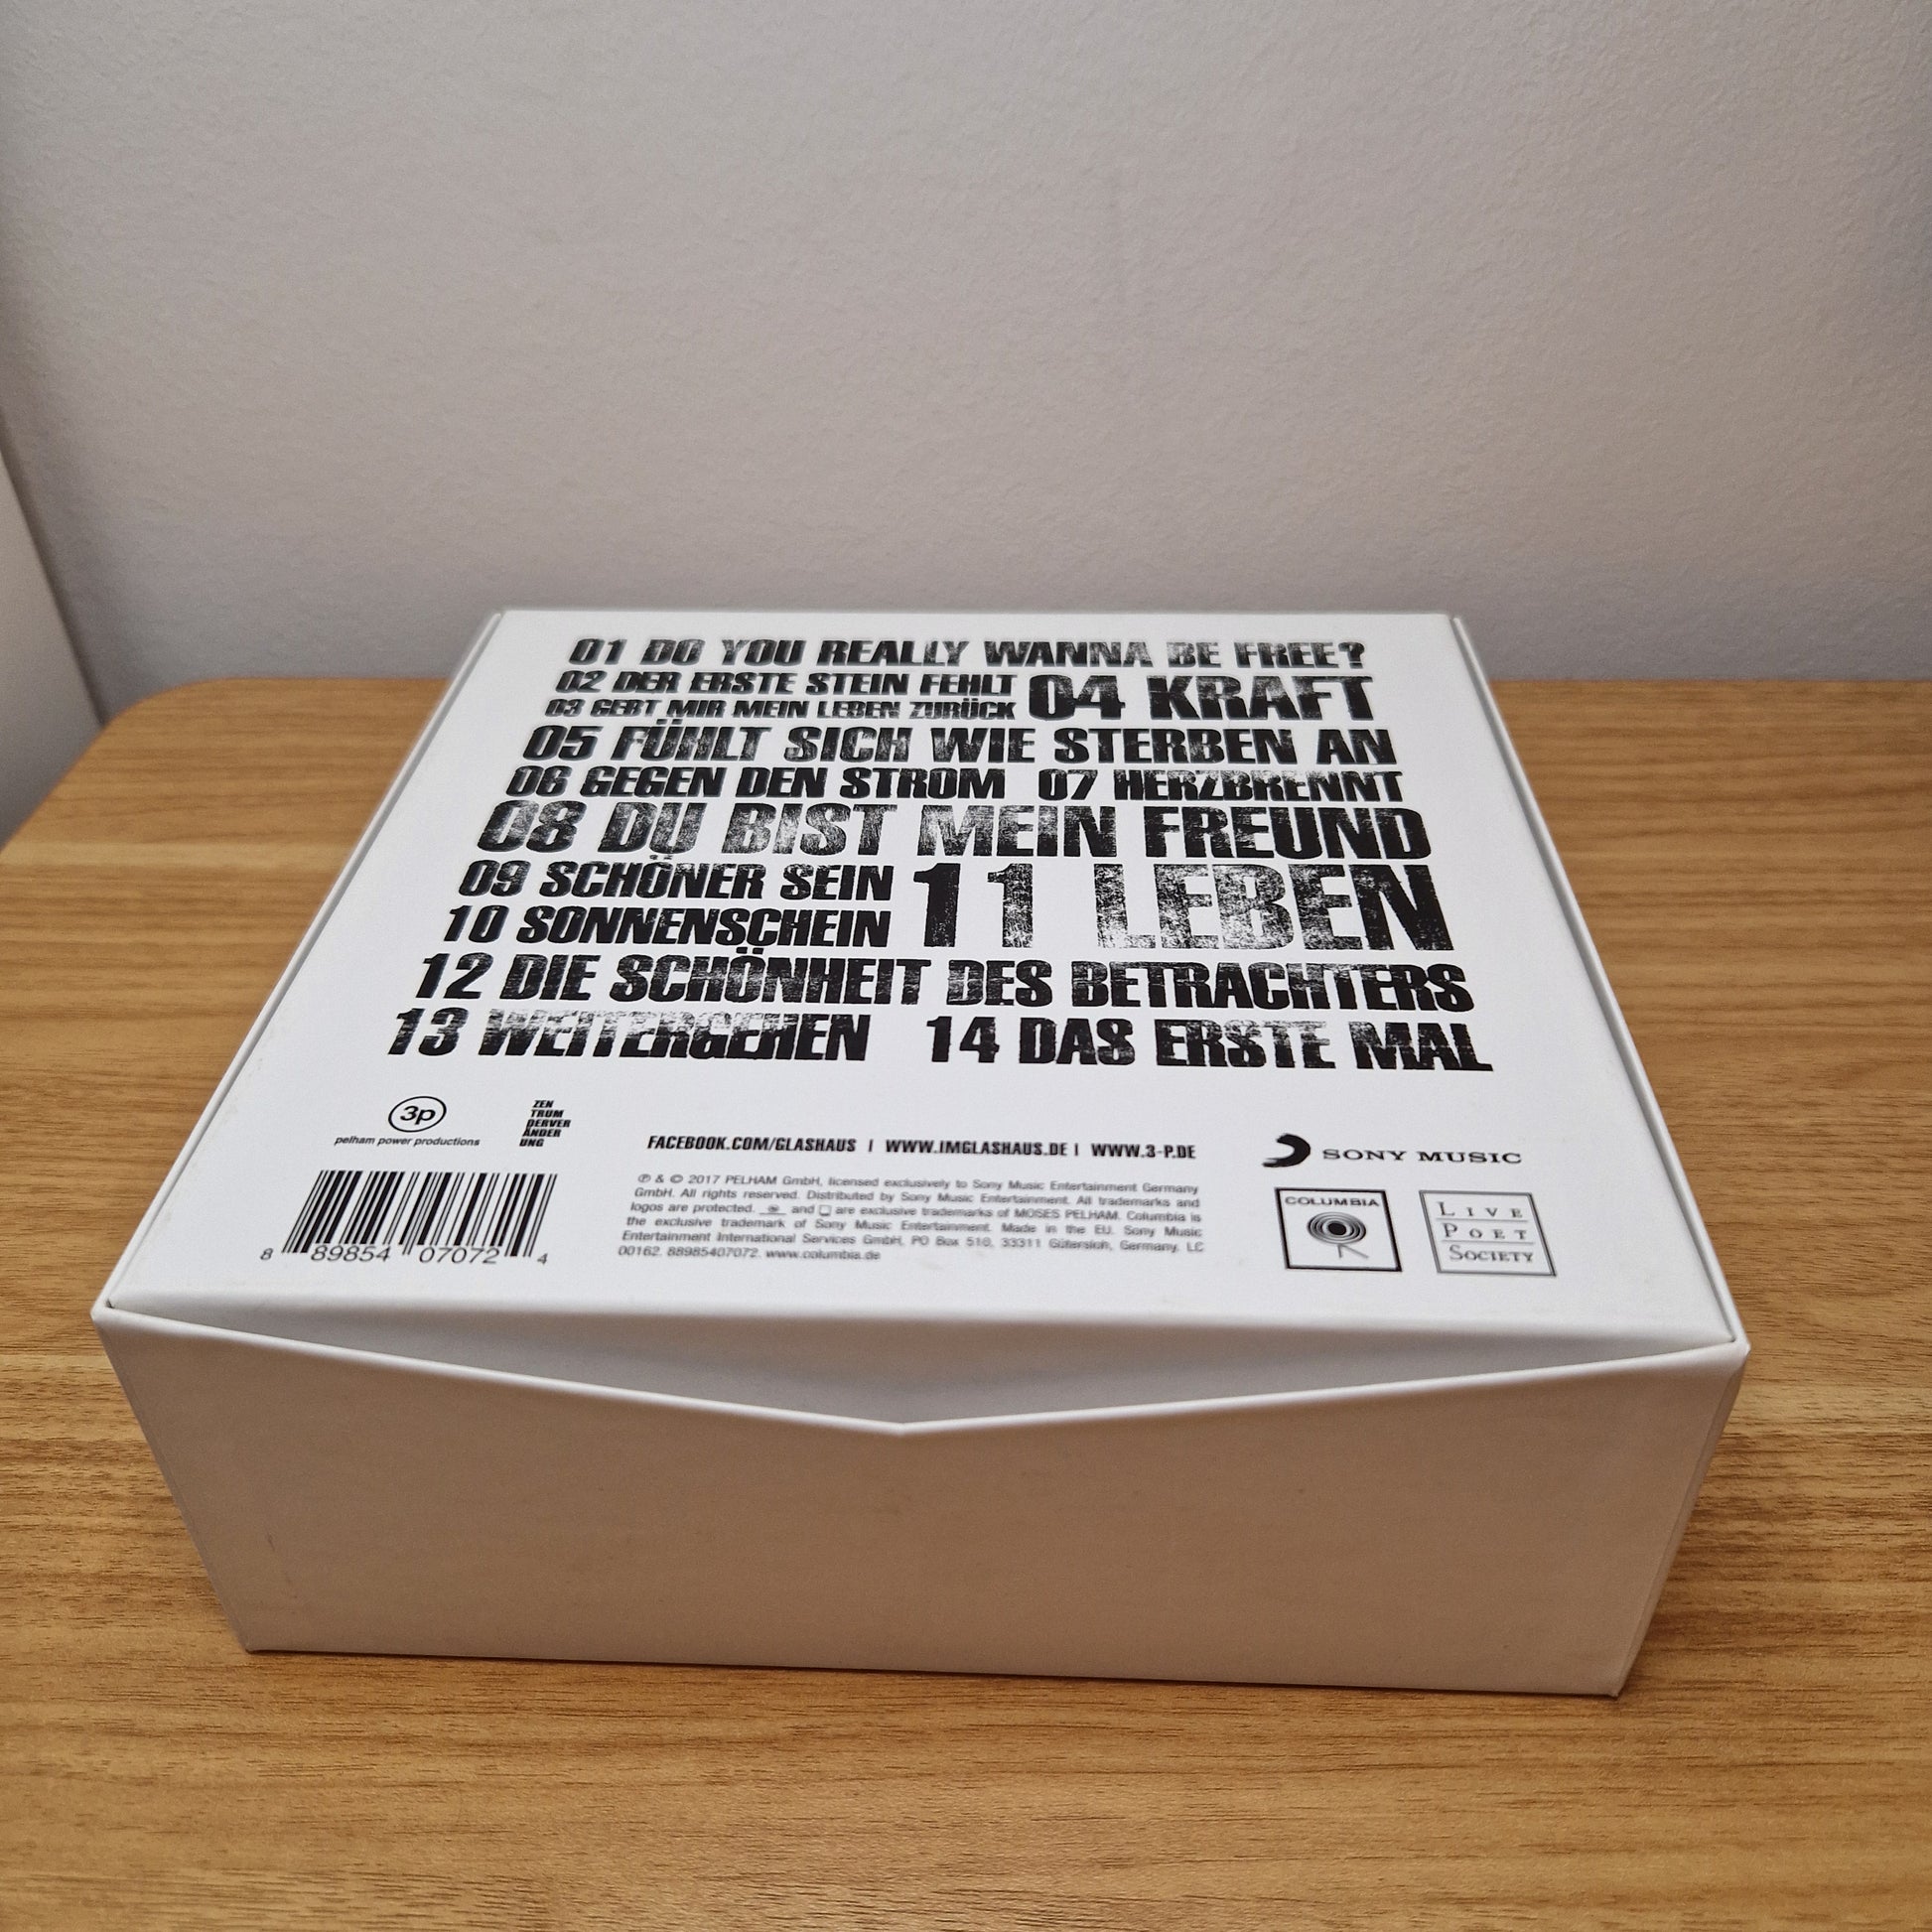 01 DO YOU REALLY WANNA BE FREE?
02 DER ERSTE STEIN FEHLT
03 GEBT MIR MEIN LEBEN ZURÜCK
04 KRAFT
05 FÜHLT SICH WIE STERBEN AN
06 GEGEN DEN STROM 07 HERZBRENNT
08 DU BIST MEIN FREUND
09 SCHÖNER SEIN
10 SONNENSCHEIN
11 LEBEN
12 DIE SCHÖNHEIT DES BETRACHTERS
13 WEITERGEHEN 14 DAS ERSTE MAL
3p
pelham power productions
ZEN
TRUM
DERVER
ÄNDER
UNG
FACEBOOK.COM/GLASHAUS | WWW.IMGLASHAUS.DE | WWW.3-P.DE
℗ & © 2017 PELHAM GmbH, licensed exclusively to Sony Music Entertainment Germany
GmbH. All rights reserved. Distributed by Sony Music Entertainment. All trademarks and
logos are protected. and are exclusive trademarks of MOSES PELHAM. Columbia is
the exclusive trademark of Sony Music Entertainment. Made in the EU. Sony Music
Entertainment International Services GmbH, PO Box 510, 33311 Gütersloh, Germany. LC
00162. 88985407072. www.columbia.de
8 89854 07072 4
SONY MUSIC
COLUMBIA
LIVE
POET
SOCIETY